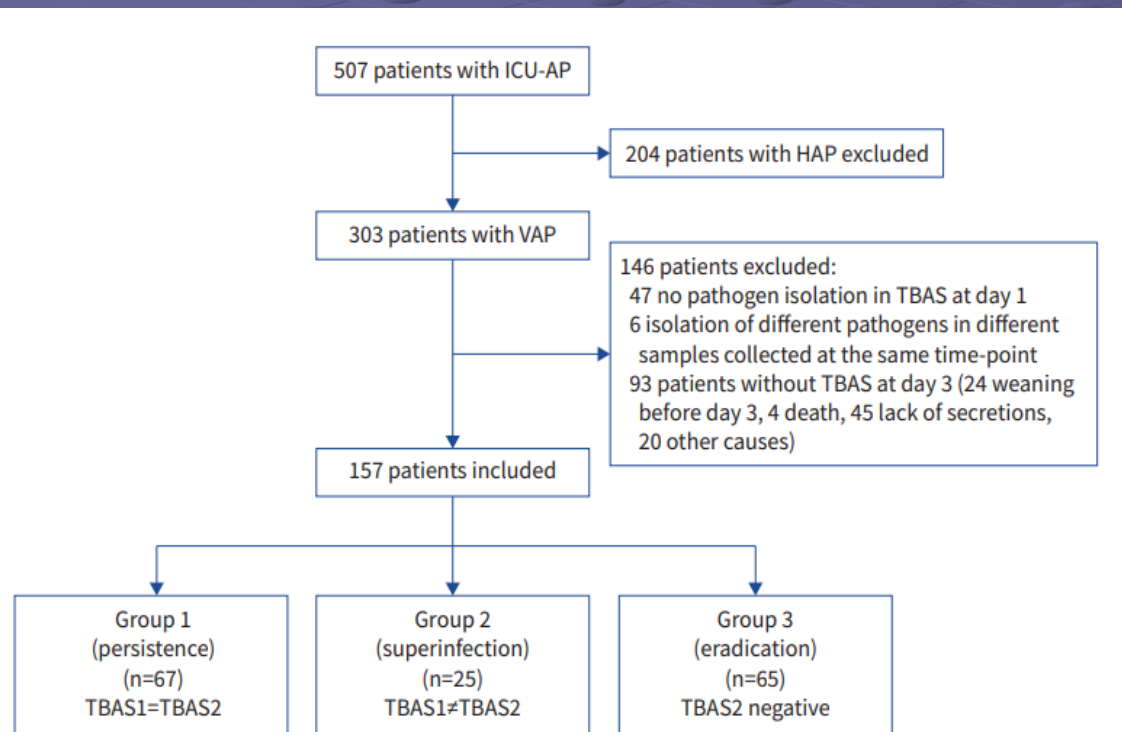 507 patients with ICU-AP
204 patients with HAP excluded
303 patients with VAP
146 patients excluded:
47 no pathogen isolation in TBAS at day 1
6 isolation of different pathogens in different
samples collected at the same time-point
93 patients without TBAS at day 3 (24 weaning
before day 3, 4 death, 45 lack of secretions,
20 other causes)
157 patients included
Group 1
(persistence)
(n=67)
TBAS1=TBAS2
Group 2
(superinfection)
(n=25)
TBAS1≠TBAS2
Group 3
(eradication)
(n=65)
TBAS2 negative